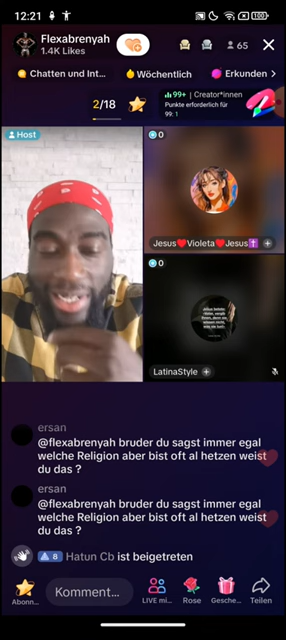 12:21
100
Flexabrenyah
1.4K Likes
65
Chatten und Int...
Wöchentlich
Erkunden
2/18
99+ | Creator*innen
Punkte erforderlich für
99: 1
Host
0
Jesus❤️Violeta❤️Jesus✝️
0
LatinaStyle
ersan
@flexabrenyah bruder du sagst immer egal
welche Religion aber bist oft al hetzen weist
du das ?
ersan
@flexabrenyah bruder du sagst immer egal
welche Religion aber bist oft al hetzen weist
du das ?
8 Hatun Cb ist beigetreten
Komment...
Abonn...
LIVE mi...
Rose
Gesche...
Teilen